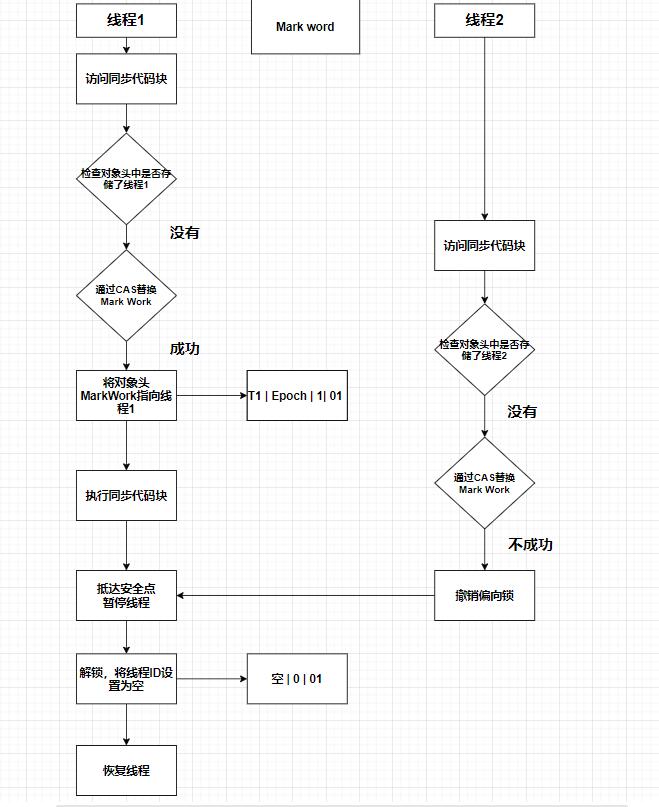 线程1
Mark word
线程2
访问同步代码块
检查对象头中是否存
储了线程1
没有
访问同步代码块
通过CAS替换
Mark Work
检查对象头中是否存
储了线程2
成功
将对象头
MarkWork指向线
程1
T1 | Epoch | 1| 01
没有
通过CAS替换
Mark Work
执行同步代码块
不成功
抵达安全点
暂停线程
撤销偏向锁
解锁，将线程ID设
置为空
空 | 0 | 01
恢复线程